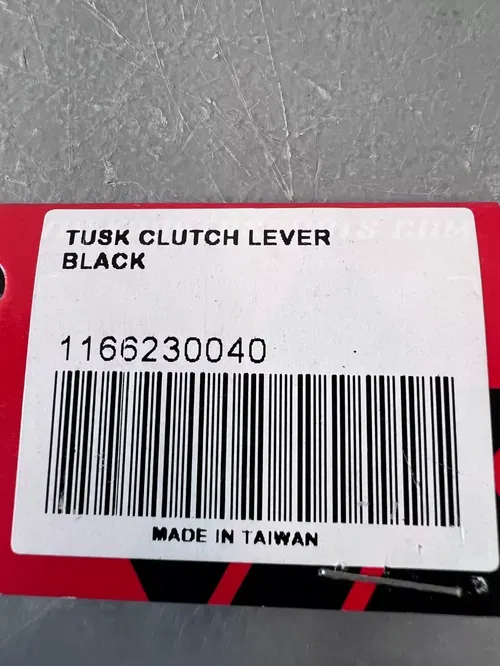 TUSK CLUTCH LEVER
BLACK
1166230040
MADE IN TAIWAN